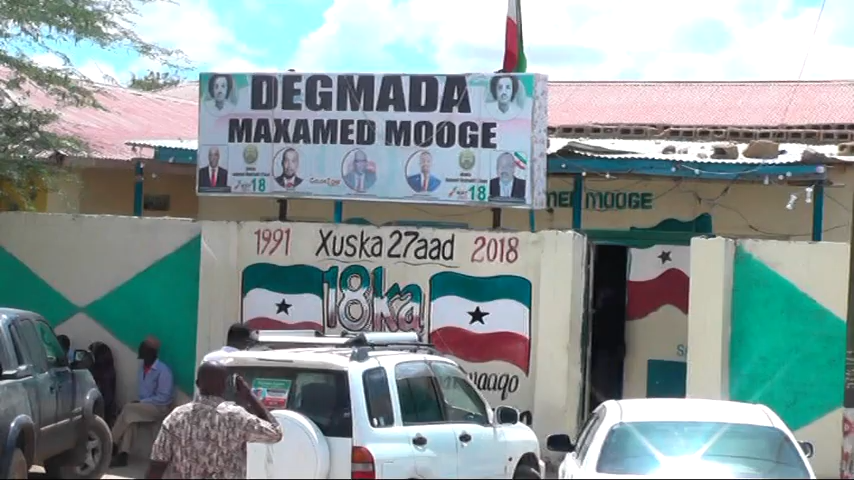 DEGMADA
MAXAMED MOOGE
18
18
MOOGE
1991 Xuska 27aad 2018
18ka